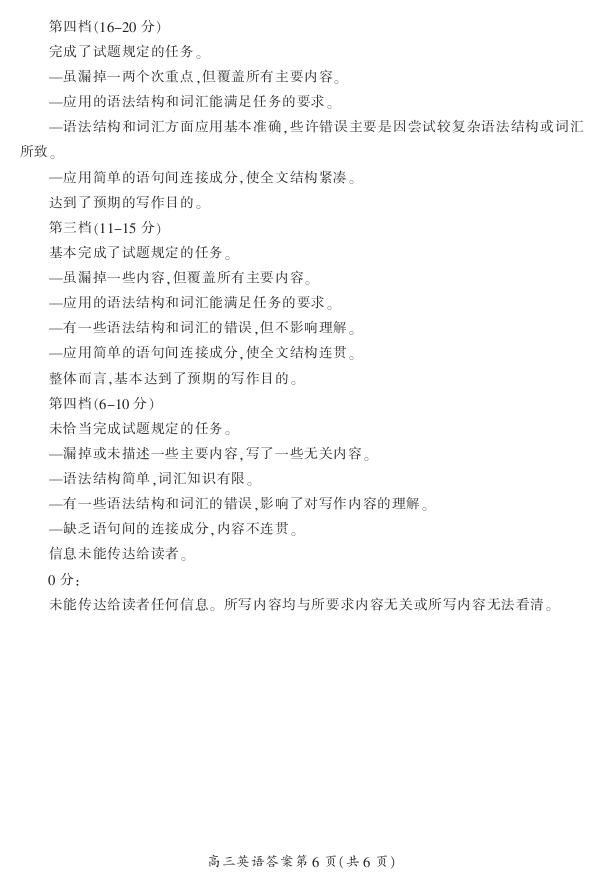 第四档(16–20 分)
完成了试题规定的任务。
—虽漏掉一两个次重点,但覆盖所有主要内容。
—应用的语法结构和词汇能满足任务的要求。
—语法结构和词汇方面应用基本准确,些许错误主要是因尝试较复杂语法结构或词汇
所致。
—应用简单的语句间连接成分,使全文结构紧凑。
达到了预期的写作目的。
第三档(11–15 分)
基本完成了试题规定的任务。
—虽漏掉一些内容,但覆盖所有主要内容。
—应用的语法结构和词汇能满足任务的要求。
—有一些语法结构和词汇的错误,但不影响理解。
—应用简单的语句间连接成分,使全文结构连贯。
整体而言,基本达到了预期的写作目的。
第四档(6–10 分)
未恰当完成试题规定的任务。
—漏掉或未描述一些主要内容,写了一些无关内容。
—语法结构简单,词汇知识有限。
—有一些语法结构和词汇的错误,影响了对写作内容的理解。
—缺乏语句间的连接成分,内容不连贯。
信息未能传达给读者。
0 分:
未能传达给读者任何信息。所写内容均与所要求内容无关或所写内容无法看清。
高三英语答案第 6 页(共 6 页)